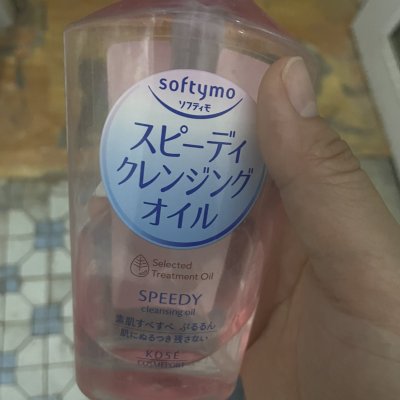 softymo
ソフティモ
スピーディ
クレンジング
オイル
Selected
Treatment Oil
SPEEDY
cleansing oil
素肌すべすべ ぷるるん
肌にぬるつき残さない
KOSÉ
COSMEPORT